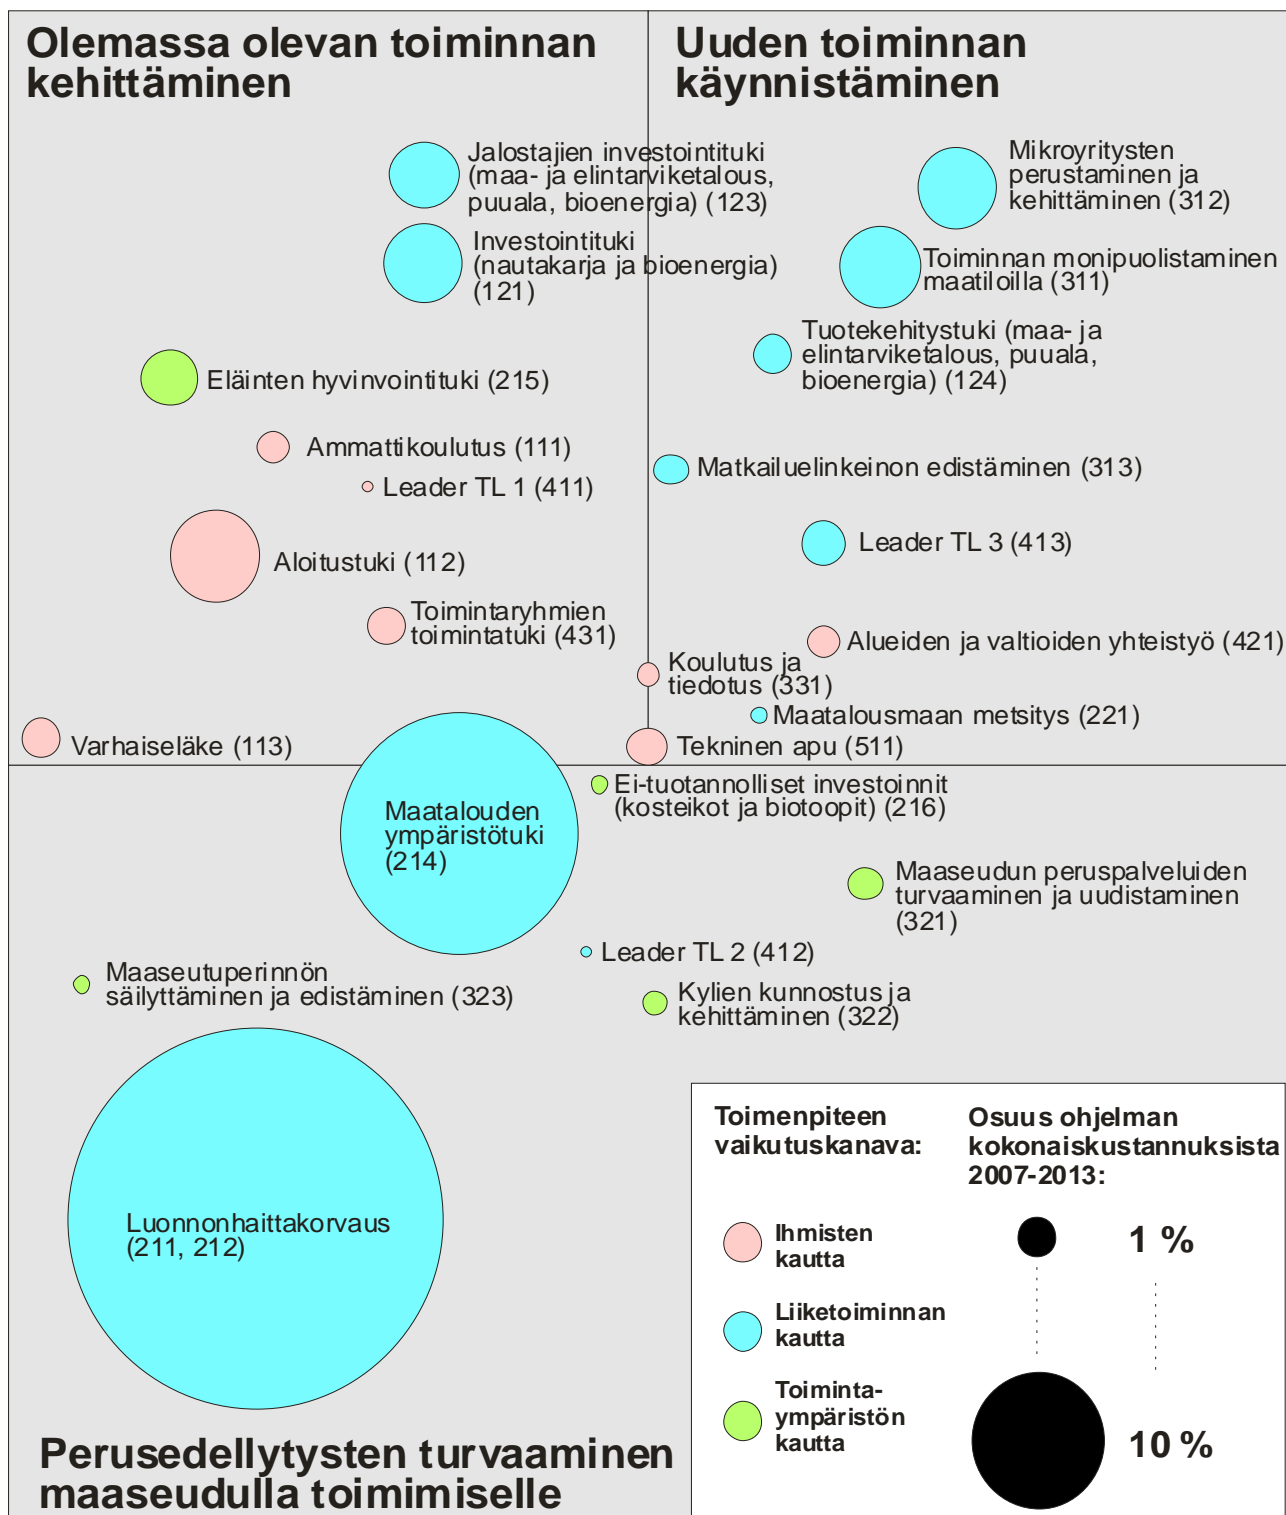 Olemassa olevan toiminnan
kehittäminen
Uuden toiminnan
käynnistäminen
Jalostajien investointituki
(maa- ja elintarviketalous,
puuala, bioenergia) (123)
Investointituki
(nautakarja ja bioenergia)
(121)
Eläinten hyvinvointituki (215)
Ammattikoulutus (111)
Leader TL 1 (411)
Aloitustuki (112)
Toimintaryhmien
toimintatuki (431)
Varhaiseläke (113)
Mikroyritysten
perustaminen ja
kehittäminen (312)
Toiminnan monipuolistaminen
maatiloilla (311)
Tuotekehitystuki (maa- ja
elintarviketalous, puuala,
bioenergia) (124)
Matkailuelinkeinon edistäminen (313)
Leader TL 3 (413)
Alueiden ja valtioiden yhteistyö (421)
Koulutus ja
tiedotus (331)
Maatalousmaan metsitys (221)
Tekninen apu (511)
Maatalouden
ympäristötuki
(214)
Ei-tuotannolliset investoinnit
(kosteikot ja biotoopit) (216)
Maaseudun peruspalveluiden
turvaaminen ja uudistaminen
(321)
Leader TL 2 (412)
Maaseutuperinnön
säilyttäminen ja edistäminen (323)
Kylien kunnostus ja
kehittäminen (322)
Luonnonhaittakorvaus
(211, 212)
Perusedellytysten turvaaminen
maaseudulla toimimiselle
Toimenpiteen
vaikutuskanava:
Ihmisten
kautta
Liiketoiminnan
kautta
Toiminta-
ympäristön
kautta
Osuus ohjelman
kokonaiskustannuksista
2007-2013:
1 %
10 %